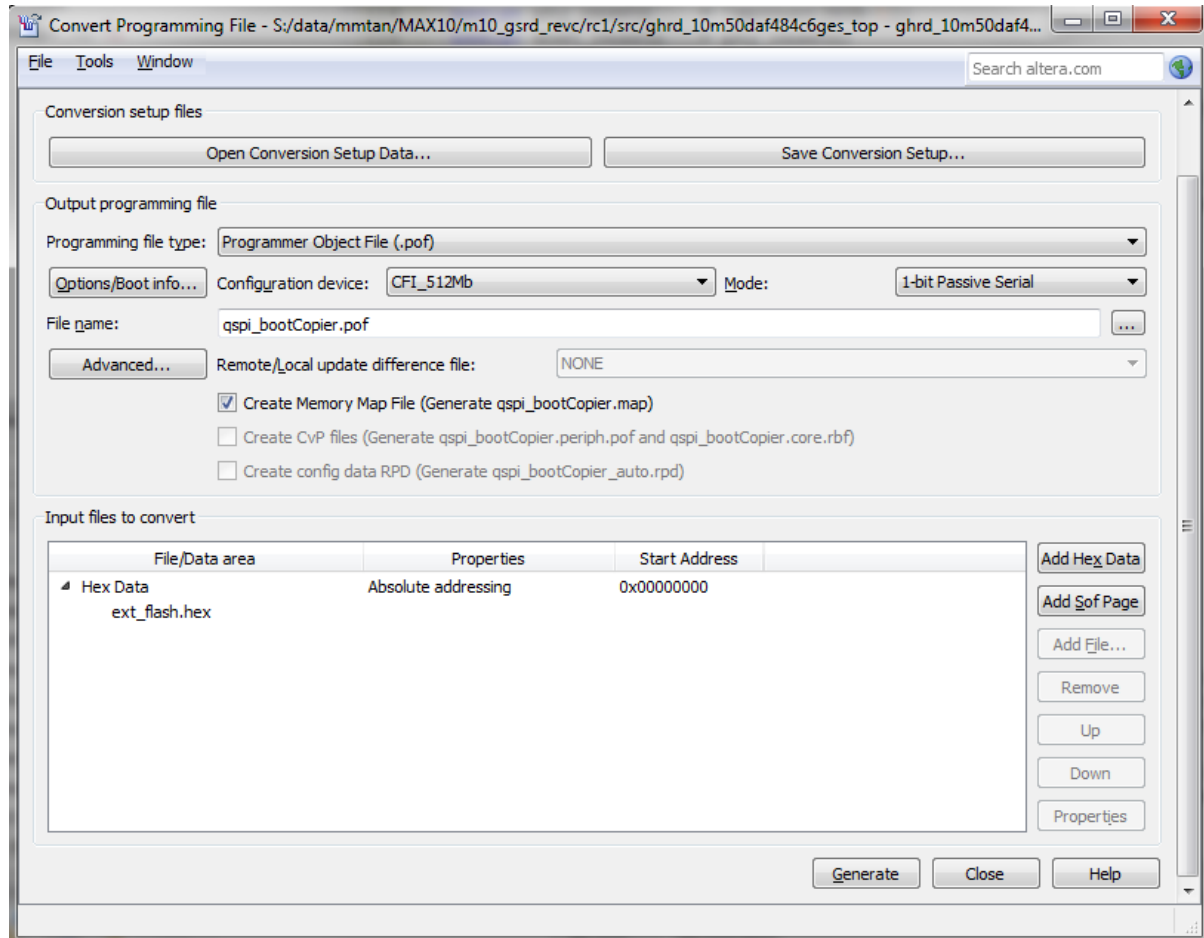 Convert Programming File - S:/data/mmtan/MAX10/m10_gsrd_revc/rc1/src/ghrd_10m50daf484c6ges_top - ghrd_10m50daf4...
File Tools Window Search altera.com
Conversion setup files
Open Conversion Setup Data... Save Conversion Setup...
Output programming file
Programming file type: Programmer Object File (.pof)
Options/Boot info... Configuration device: CFI_512Mb Mode: 1-bit Passive Serial
File name: qspi_bootCopier.pof ...
Advanced... Remote/Local update difference file: NONE
Create Memory Map File (Generate qspi_bootCopier.map)
Create CvP files (Generate qspi_bootCopier.periph.pof and qspi_bootCopier.core.rbf)
Create config data RPD (Generate qspi_bootCopier_auto.rpd)
Input files to convert
File/Data area Properties Start Address
Hex Data Absolute addressing 0x00000000
ext_flash.hex
Add Hex Data
Add Sof Page
Add File...
Remove
Up
Down
Properties
Generate Close Help